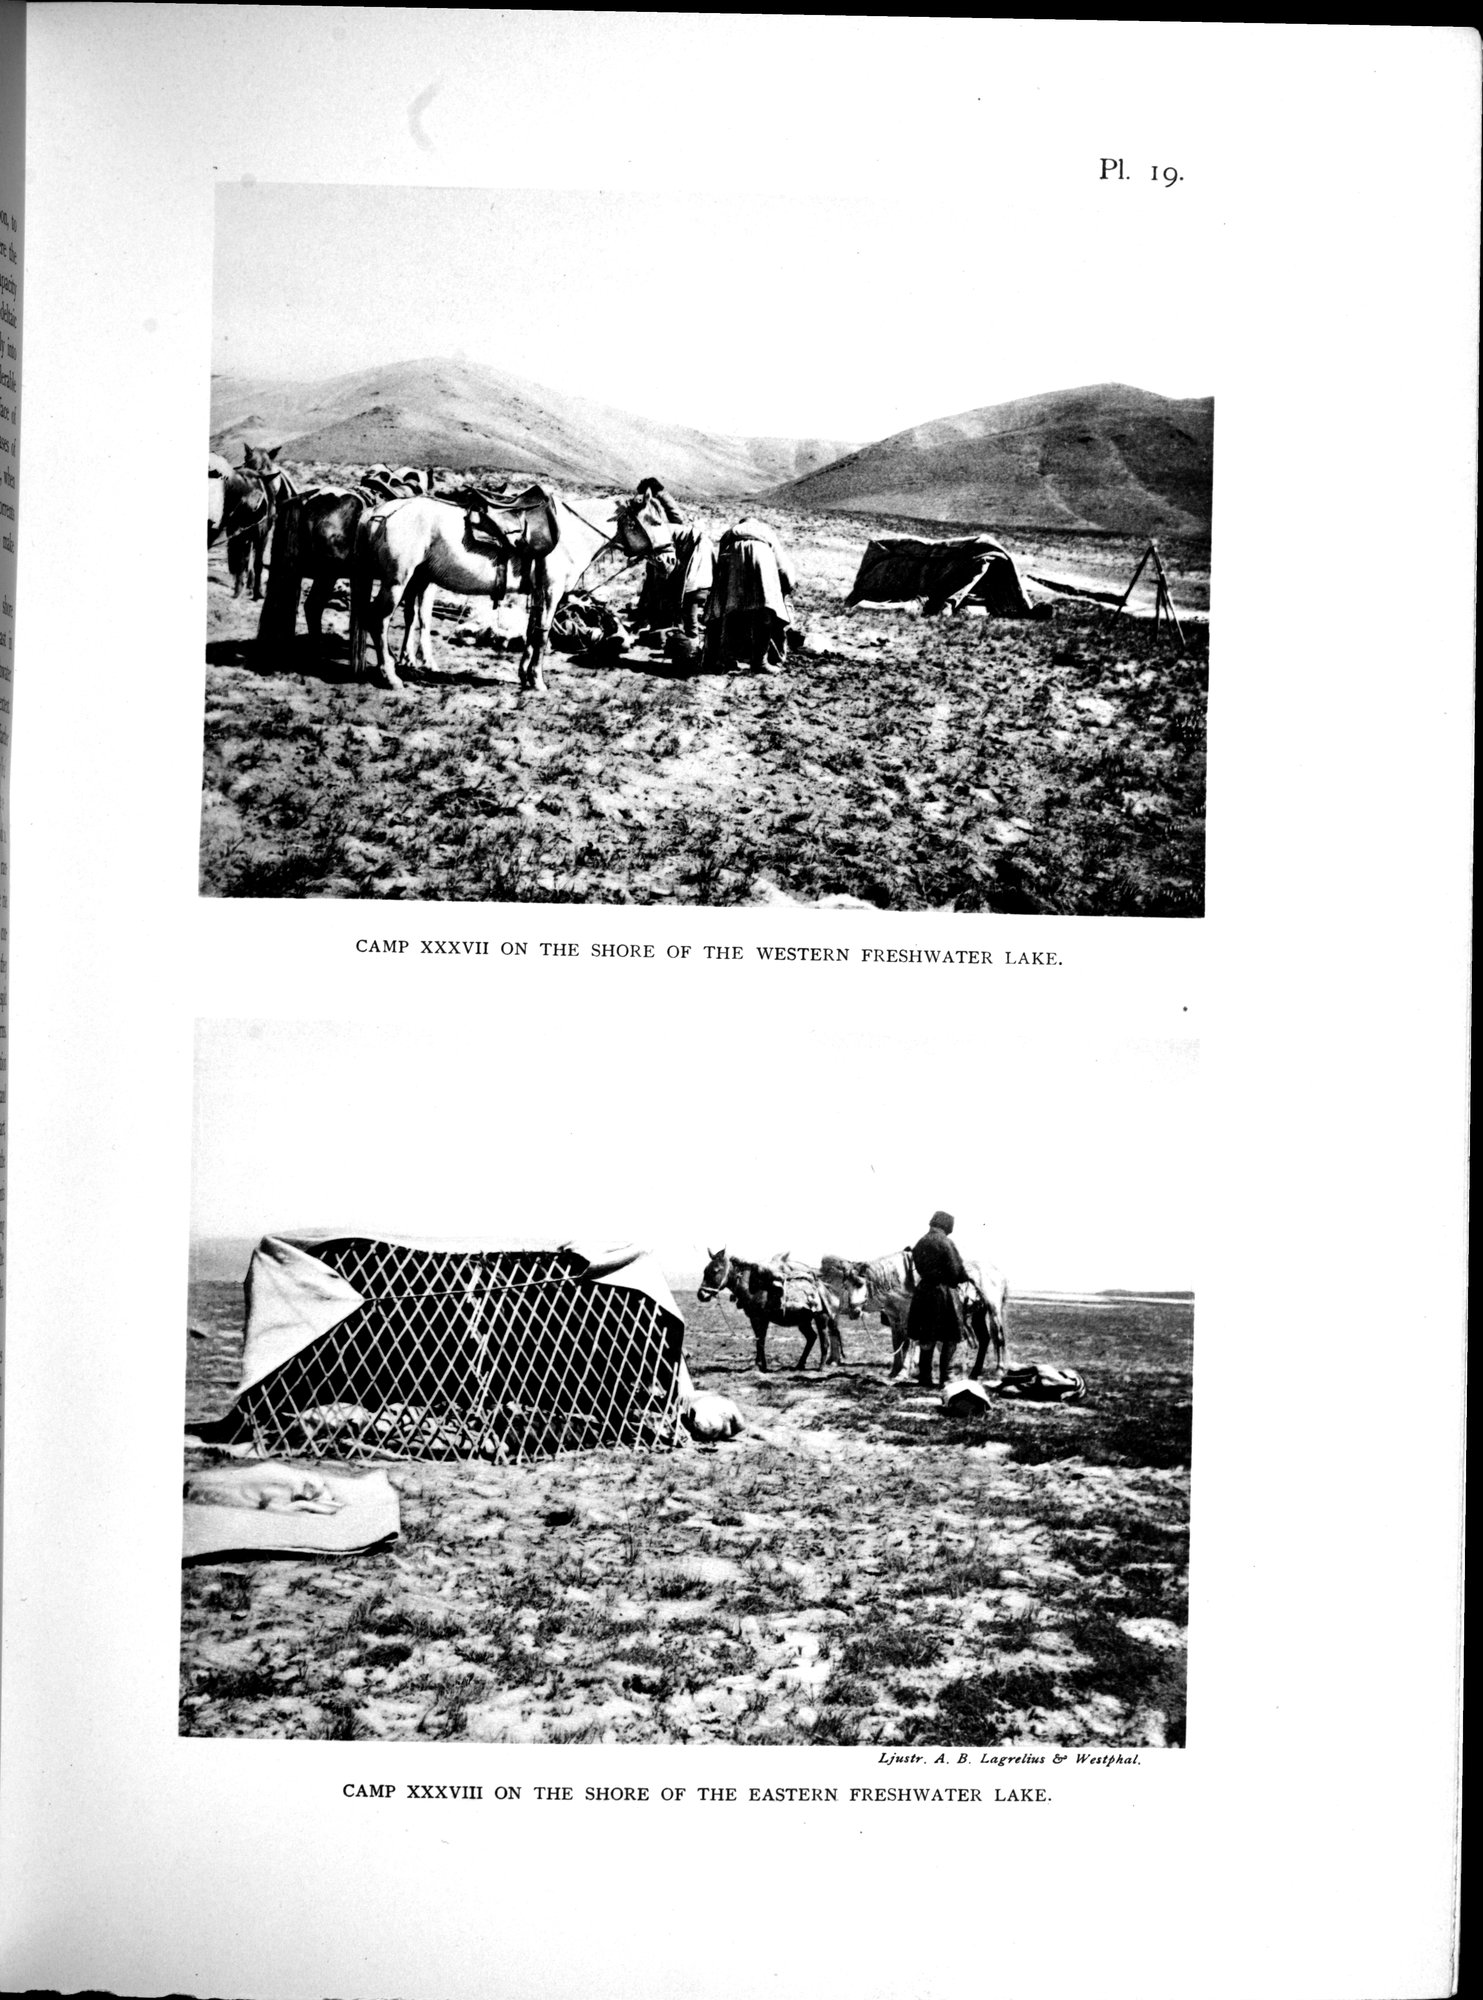 Pl. 19.
CAMP XXXVII ON THE SHORE OF THE WESTERN FRESHWATER LAKE.
Ljustr. A. B. Lagrelius & Westphal.
CAMP XXXVIII ON THE SHORE OF THE EASTERN FRESHWATER LAKE.